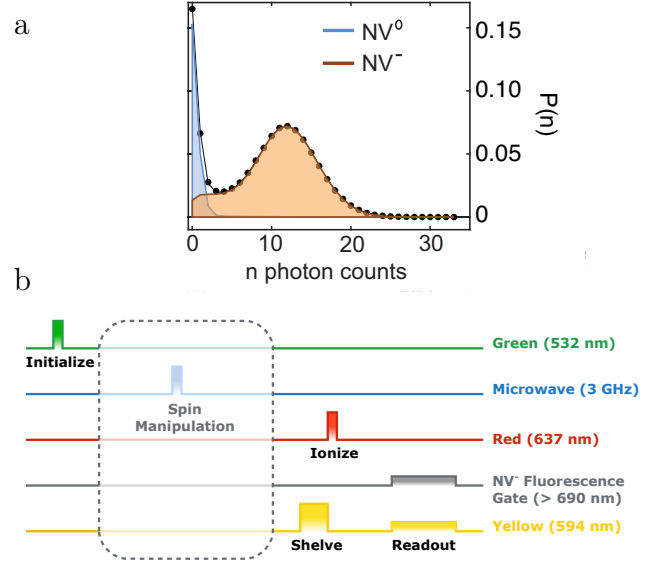 a
NV⁰
NV⁻
0.15
0.10
0.05
0
P(n)
0 10 20 30
n photon counts
b
Green (532 nm)
Initialize
Microwave (3 GHz)
Spin
Manipulation
Red (637 nm)
Ionize
NV⁻ Fluorescence
Gate (> 690 nm)
Yellow (594 nm)
Shelve Readout